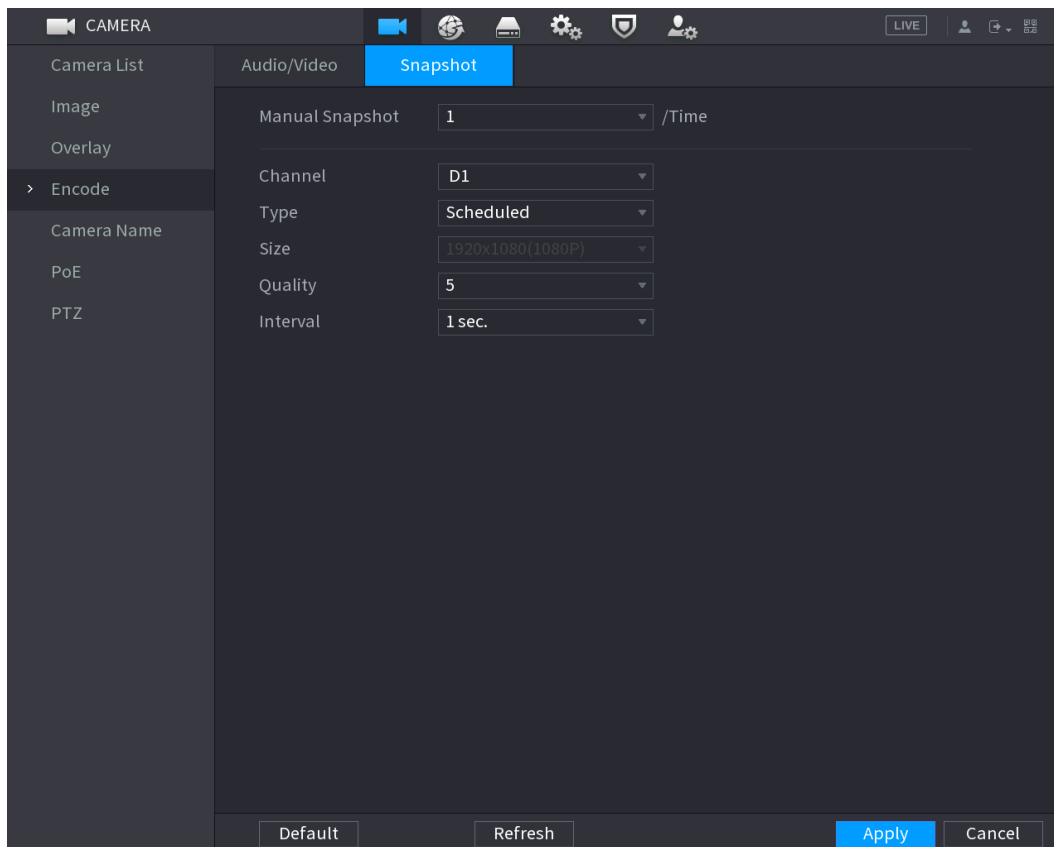 CAMERA
LIVE
Camera List
Image
Overlay
Encode
Camera Name
PoE
PTZ
Audio/Video Snapshot
Manual Snapshot 1 /Time
Channel D1
Type Scheduled
Size 1920x1080(1080P)
Quality 5
Interval 1 sec.
Default Refresh Apply Cancel